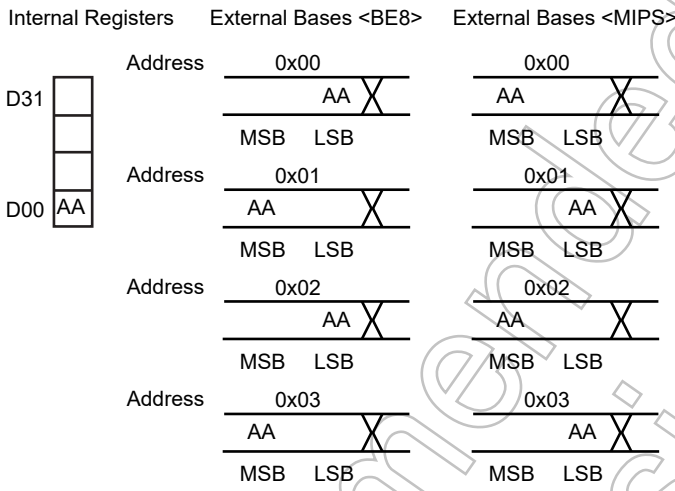 Internal Registers External Bases <BE8> External Bases <MIPS>
Address 0x00 0x00
D31 AA AA
MSB LSB MSB LSB
Address 0x01 0x01
D00 AA AA AA
MSB LSB MSB LSB
Address 0x02 0x02
AA AA
MSB LSB MSB LSB
Address 0x03 0x03
AA AA
MSB LSB MSB LSB